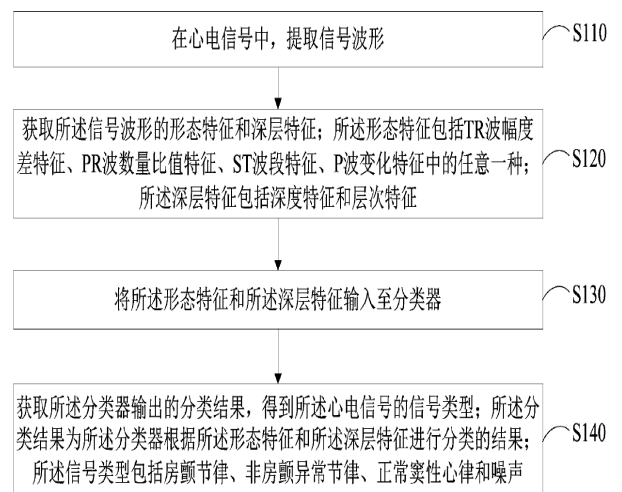 在心电信号中，提取信号波形
S110
获取所述信号波形的形态特征和深层特征；所述形态特征包括TR波幅度
差特征、PR波数量比值特征、ST波段特征、P波变化特征中的任意一种；
所述深层特征包括深度特征和层次特征
S120
将所述形态特征和所述深层特征输入至分类器
S130
获取所述分类器输出的分类结果，得到所述心电信号的信号类型；所述分
类结果为所述分类器根据所述形态特征和所述深层特征进行分类的结果；
所述信号类型包括房颤节律、非房颤异常节律、正常窦性心律和噪声
S140